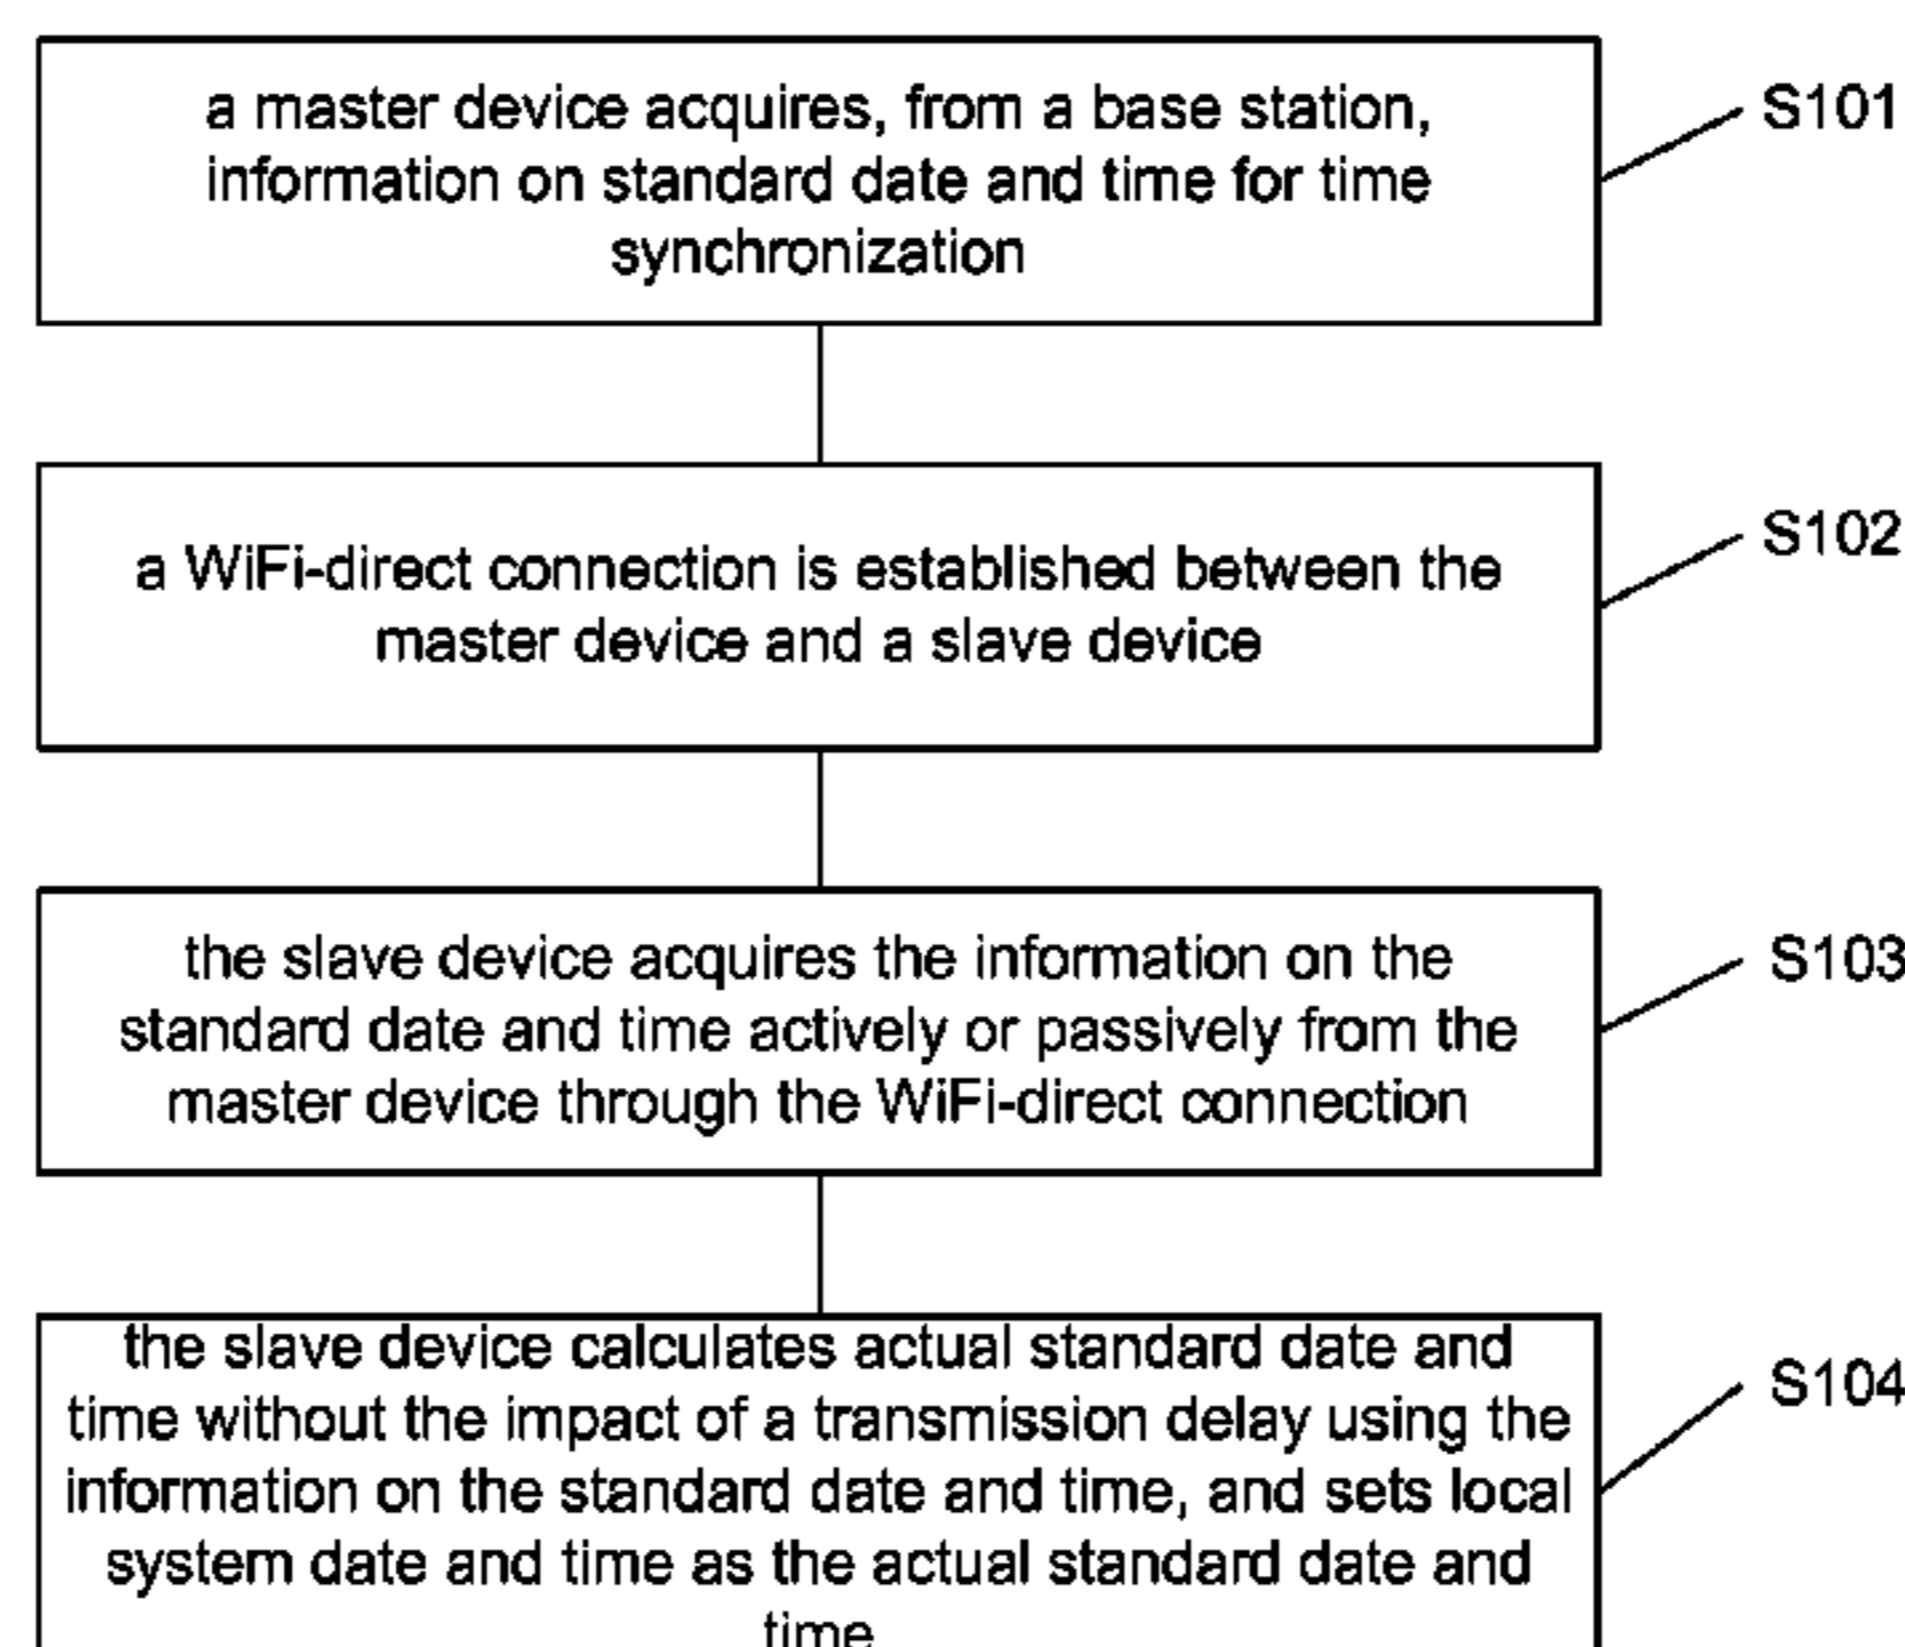 a master device acquires, from a base station,
information on standard date and time for time
synchronization
S101
a WiFi-direct connection is established between the
master device and a slave device
S102
the slave device acquires the information on the
standard date and time actively or passively from the
master device through the WiFi-direct connection
S103
the slave device calculates actual standard date and
time without the impact of a transmission delay using the
information on the standard date and time, and sets local
system date and time as the actual standard date and
time
S104